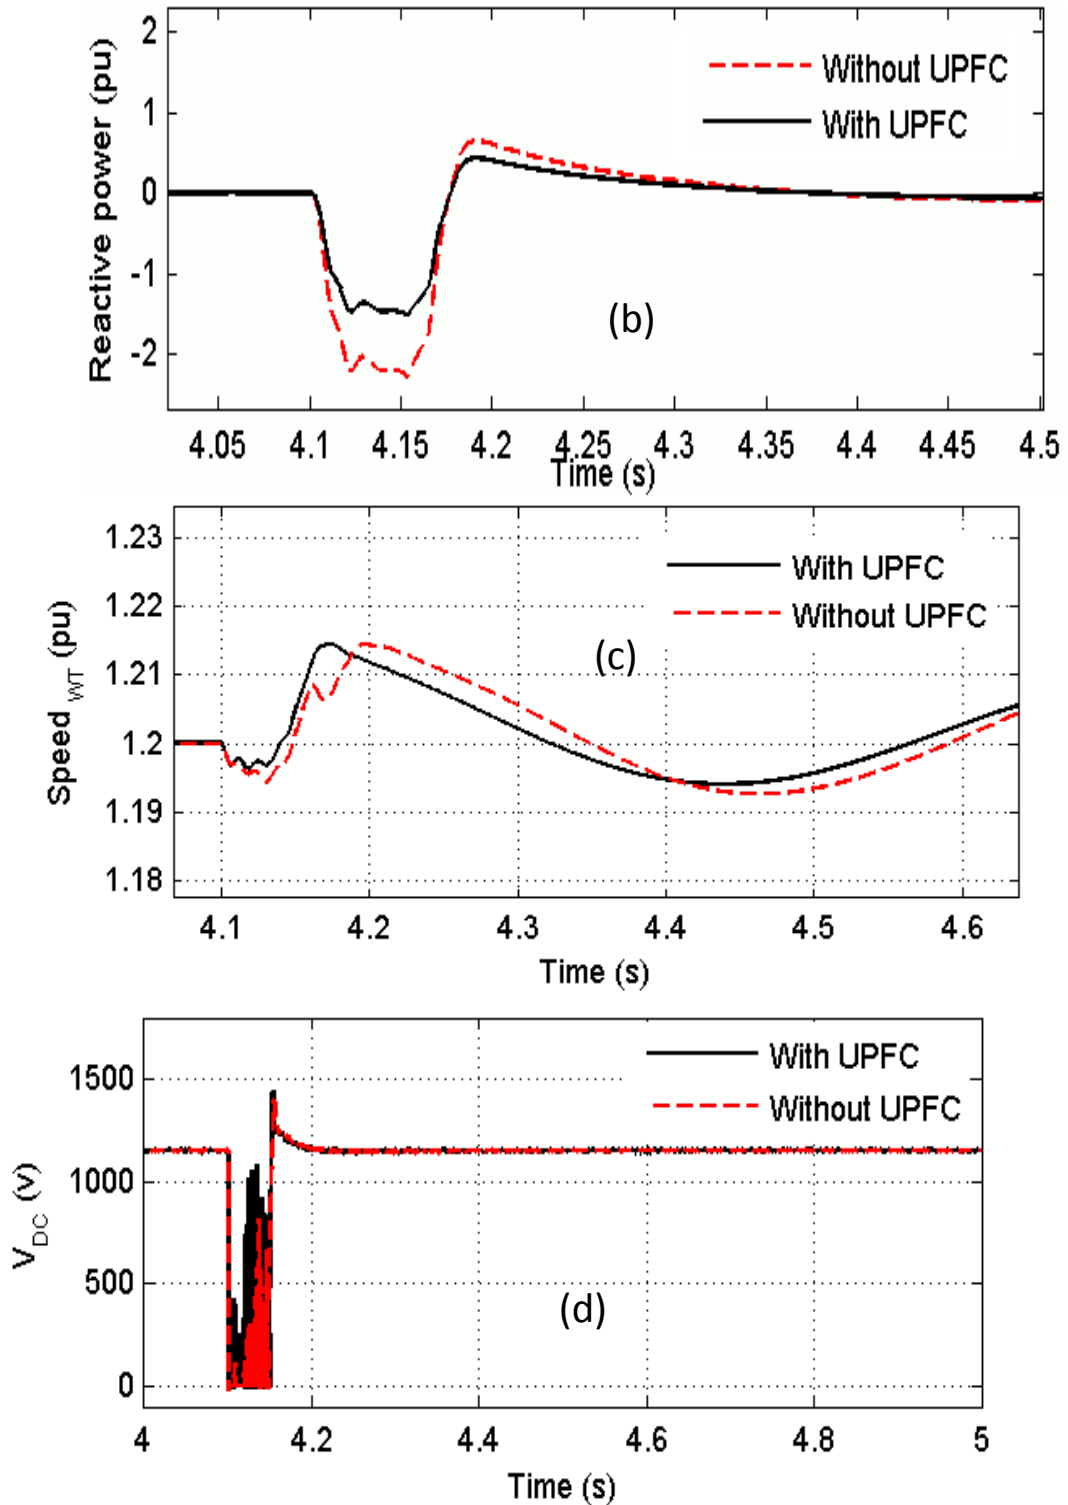 2
1
0
-1
-2
Reactive power (pu)
Without UPFC
With UPFC
(b)
4.05 4.1 4.15 4.2 4.25 4.3 4.35 4.4 4.45 4.5
Time (s)
1.23
1.22
1.21
1.2
1.19
1.18
Speed WT (pu)
With UPFC
Without UPFC
(c)
4.1 4.2 4.3 4.4 4.5 4.6
Time (s)
1500
1000
500
0
VDC (v)
With UPFC
Without UPFC
(d)
4 4.2 4.4 4.6 4.8 5
Time (s)